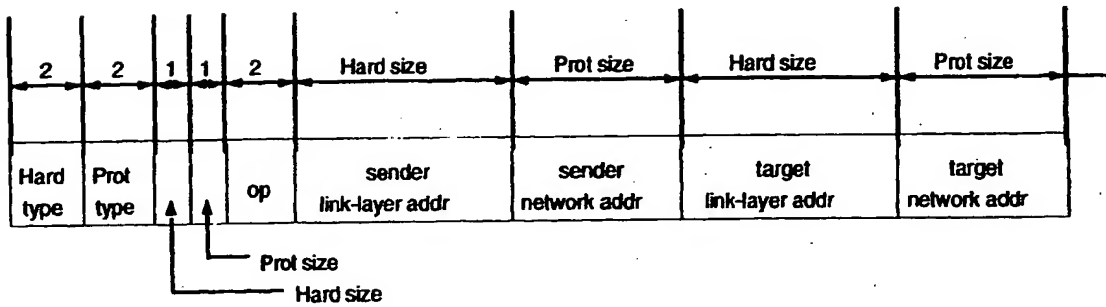 2 2 1 1 2 Hard size Prot size Hard size Prot size
Hard Prot op sender sender target target
type type link-layer addr network addr link-layer addr network addr
Prot size
Hard size